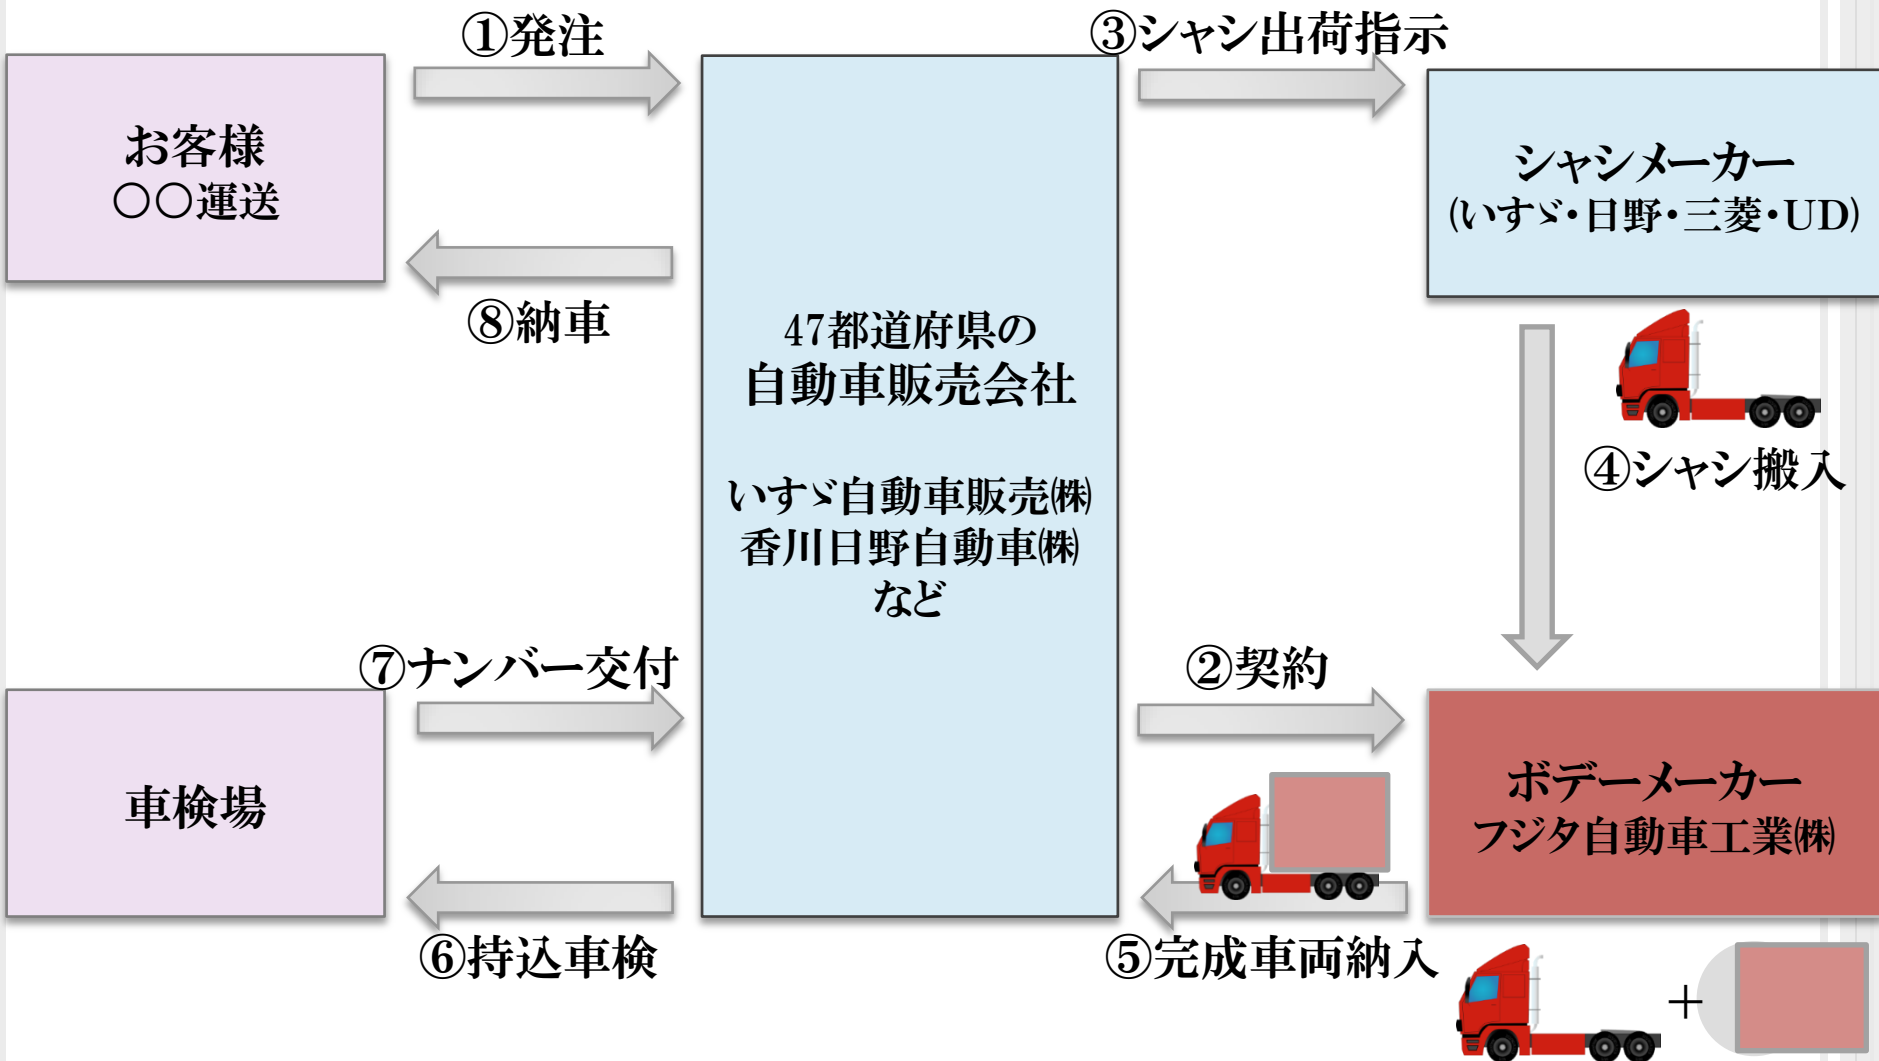 ①発注
③シャシ出荷指示
お客様
○○運送
シャシメーカー
(いすゞ・日野・三菱・UD)
⑧納車
47都道府県の
自動車販売会社
いすゞ自動車販売㈱
香川日野自動車㈱
など
④シャシ搬入
⑦ナンバー交付
②契約
車検場
ボデーメーカー
フジタ自動車工業㈱
⑥持込車検
⑤完成車両納入
+